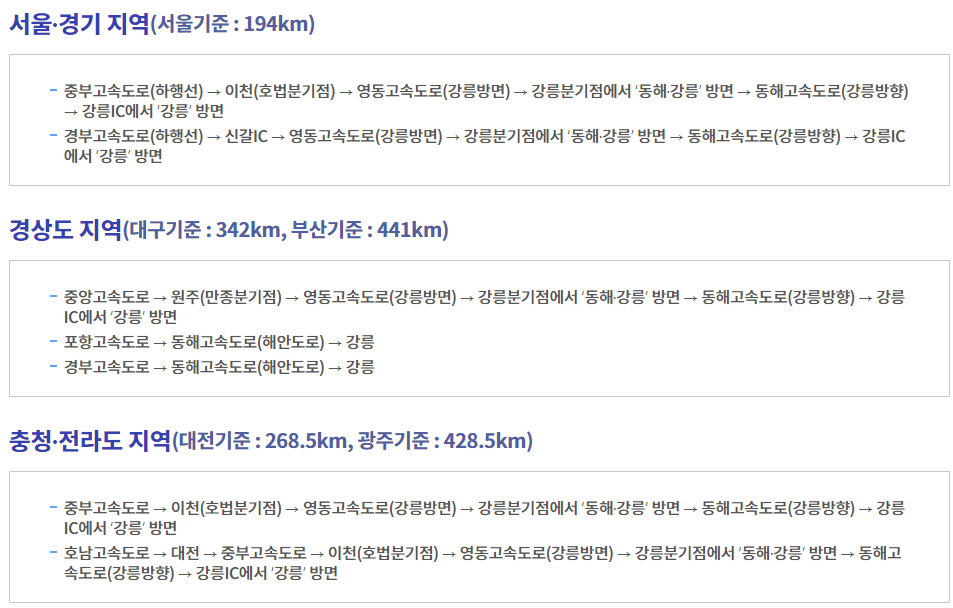 서울·경기 지역(서울기준 : 194km)
중부고속도로(하행선) → 이천(호법분기점) → 영동고속도로(강릉방면) → 강릉분기점에서 '동해·강릉' 방면 → 동해고속도로(강릉방향)
→ 강릉IC에서 '강릉' 방면
경부고속도로(하행선) → 신갈IC → 영동고속도로(강릉방면) → 강릉분기점에서 '동해·강릉' 방면 → 동해고속도로(강릉방향) → 강릉IC
에서 '강릉' 방면
경상도 지역(대구기준 : 342km, 부산기준 : 441km)
중앙고속도로 → 원주(만종분기점) → 영동고속도로(강릉방면) → 강릉분기점에서 '동해·강릉' 방면 → 동해고속도로(강릉방향) → 강릉
IC에서 '강릉' 방면
포항고속도로 → 동해고속도로(해안도로) → 강릉
경부고속도로 → 동해고속도로(해안도로) → 강릉
충청·전라도 지역(대전기준 : 268.5km, 광주기준 : 428.5km)
중부고속도로 → 이천(호법분기점) → 영동고속도로(강릉방면) → 강릉분기점에서 '동해·강릉' 방면 → 동해고속도로(강릉방향) → 강릉
IC에서 '강릉' 방면
호남고속도로 → 대전 → 중부고속도로 → 이천(호법분기점) → 영동고속도로(강릉방면) → 강릉분기점에서 '동해·강릉' 방면 → 동해고
속도로(강릉방향) → 강릉IC에서 '강릉' 방면